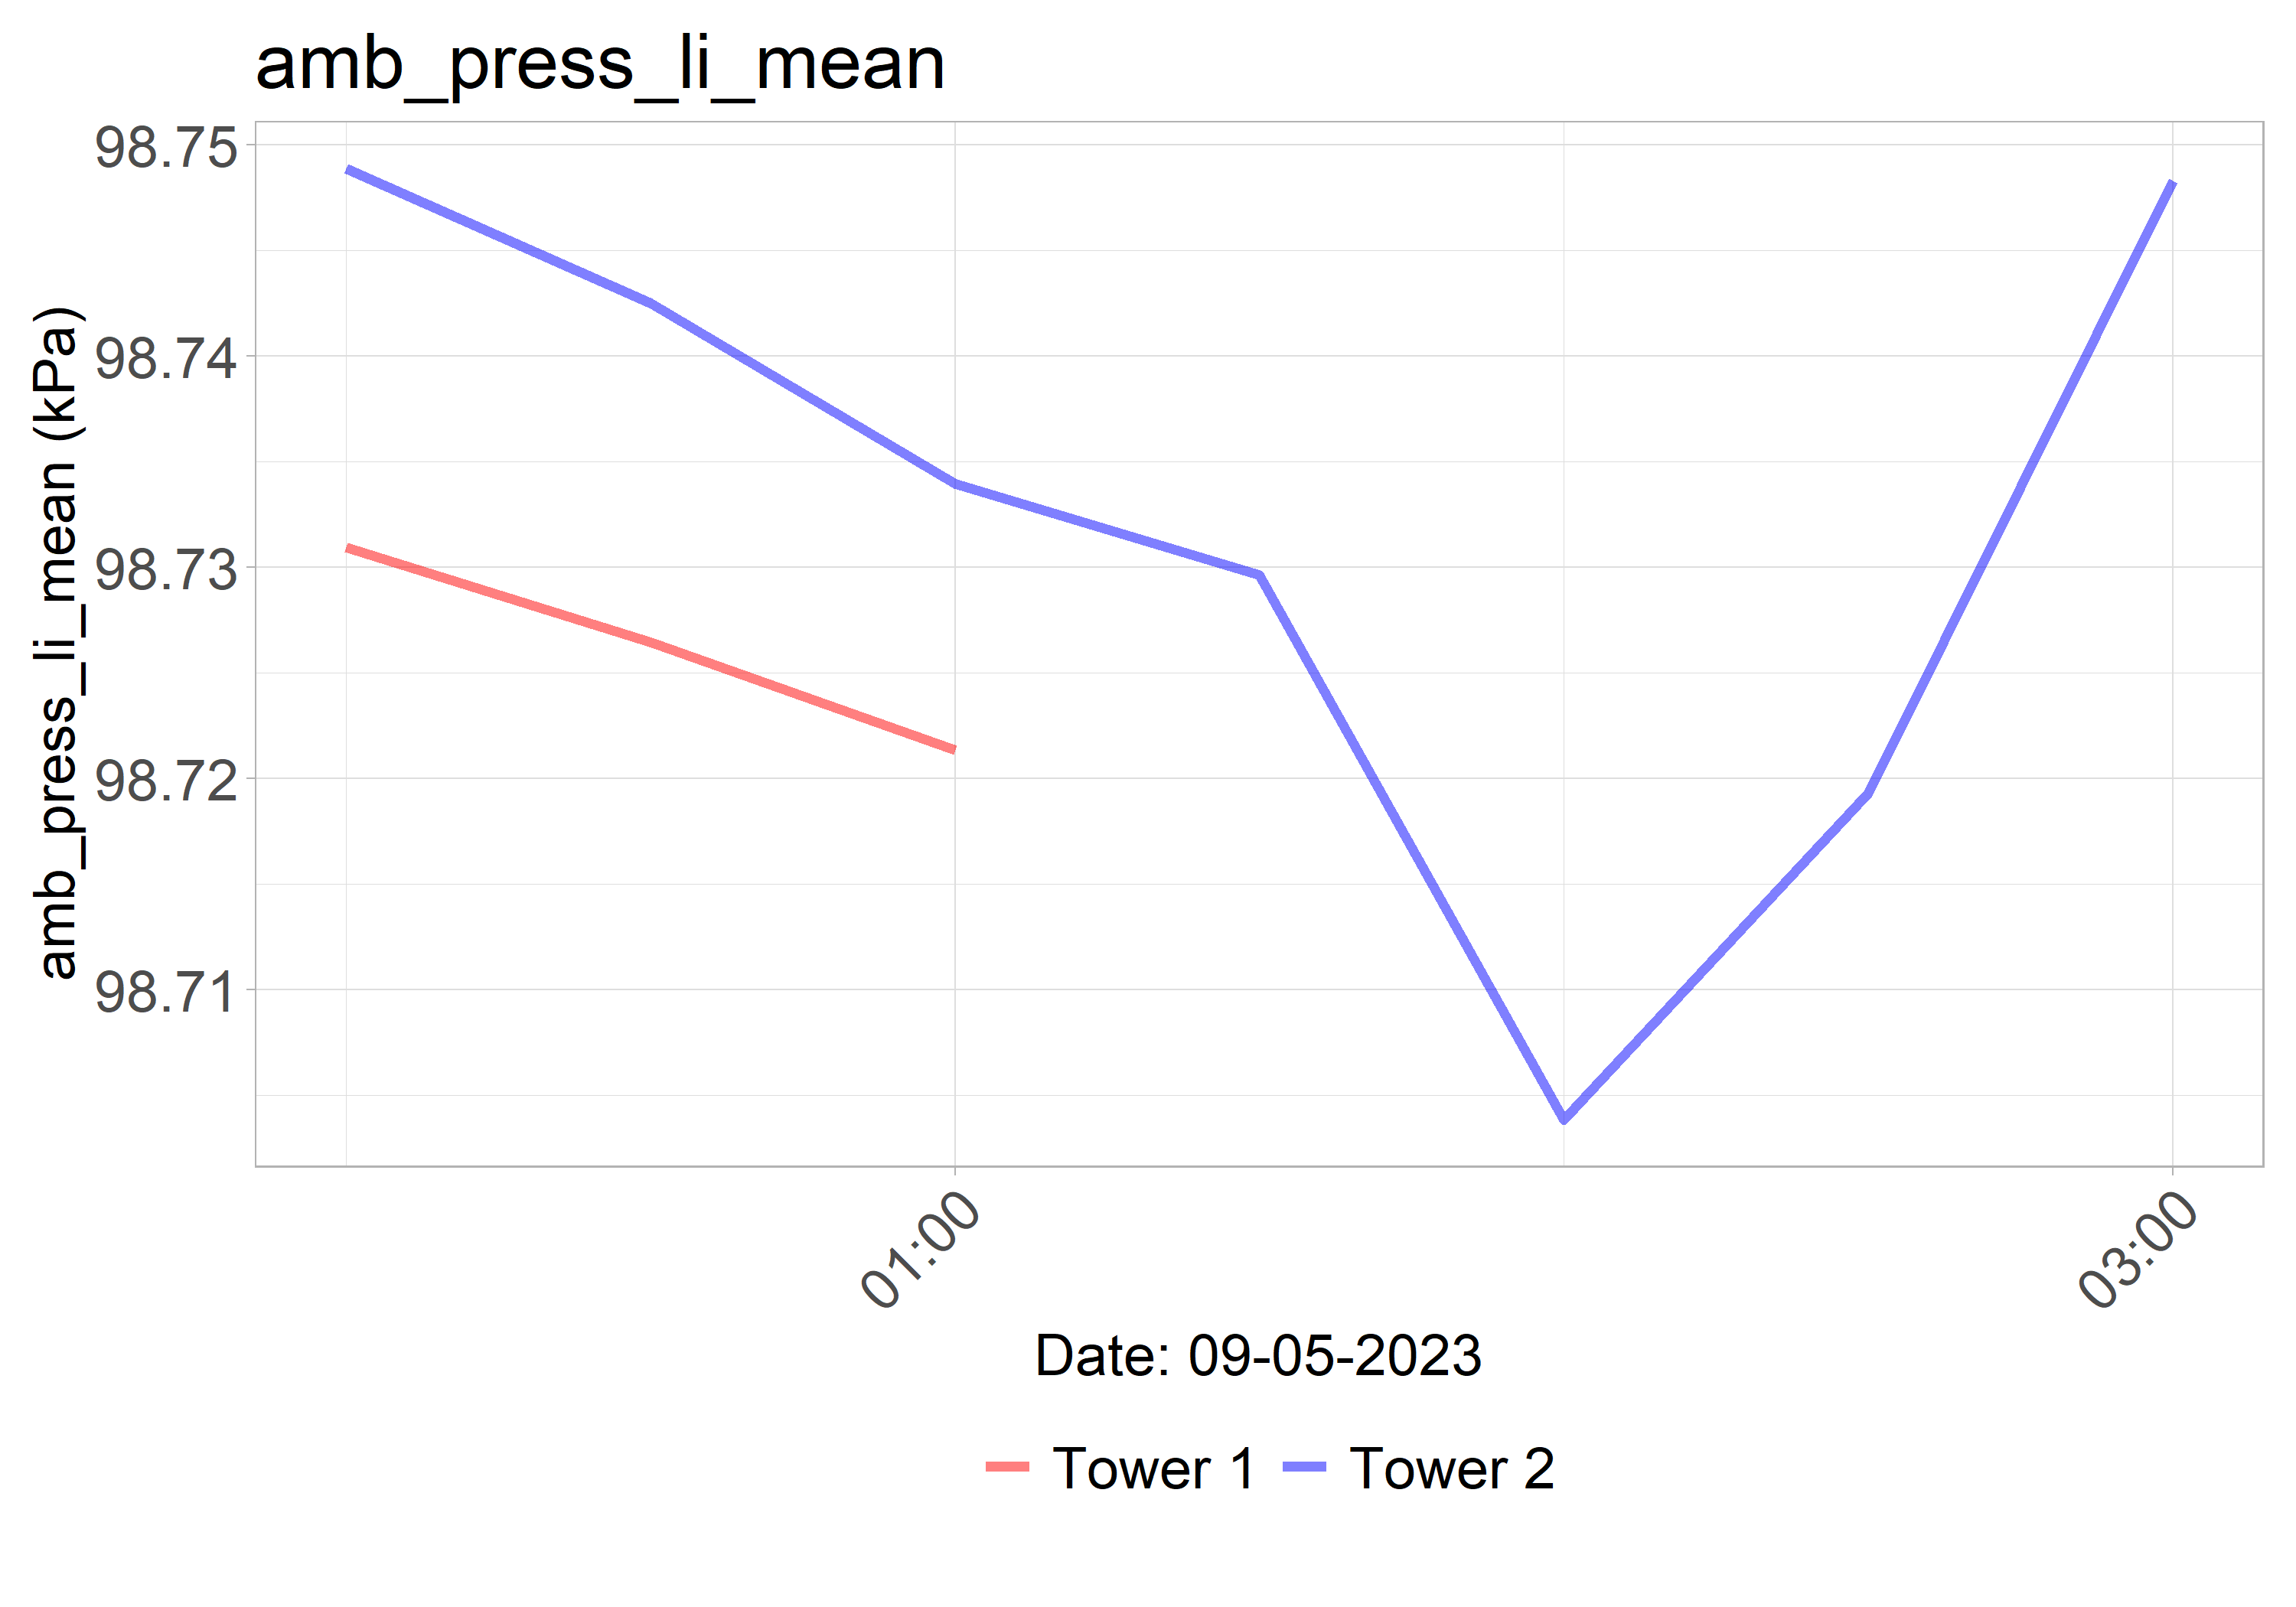 amb_press_li_mean
amb_press_li_mean (kPa)
98.75
98.74
98.73
98.72
98.71
01:00
03:00
Date: 09-05-2023
Tower 1
Tower 2